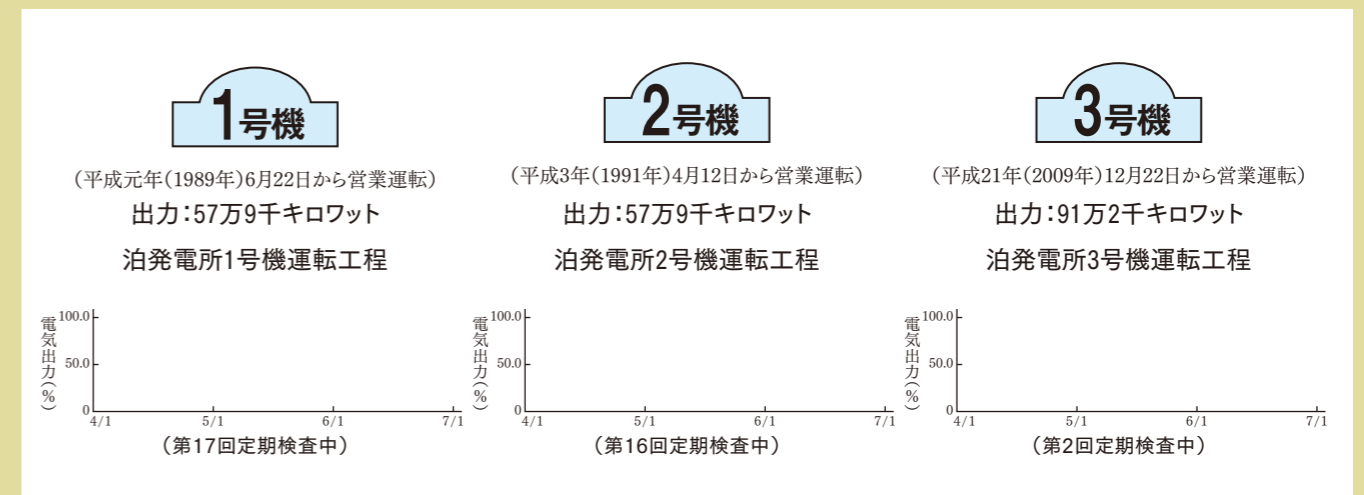 1号機
(平成元年(1989年)6月22日から営業運転)
出力:57万9千キロワット
泊発電所1号機運転工程
電気出力(%)
100.0
50.0
0
4/1 5/1 6/1 7/1
(第17回定期検査中)
2号機
(平成3年(1991年)4月12日から営業運転)
出力:57万9千キロワット
泊発電所2号機運転工程
電気出力(%)
100.0
50.0
0
4/1 5/1 6/1 7/1
(第16回定期検査中)
3号機
(平成21年(2009年)12月22日から営業運転)
出力:91万2千キロワット
泊発電所3号機運転工程
電気出力(%)
100.0
50.0
0
4/1 5/1 6/1 7/1
(第2回定期検査中)